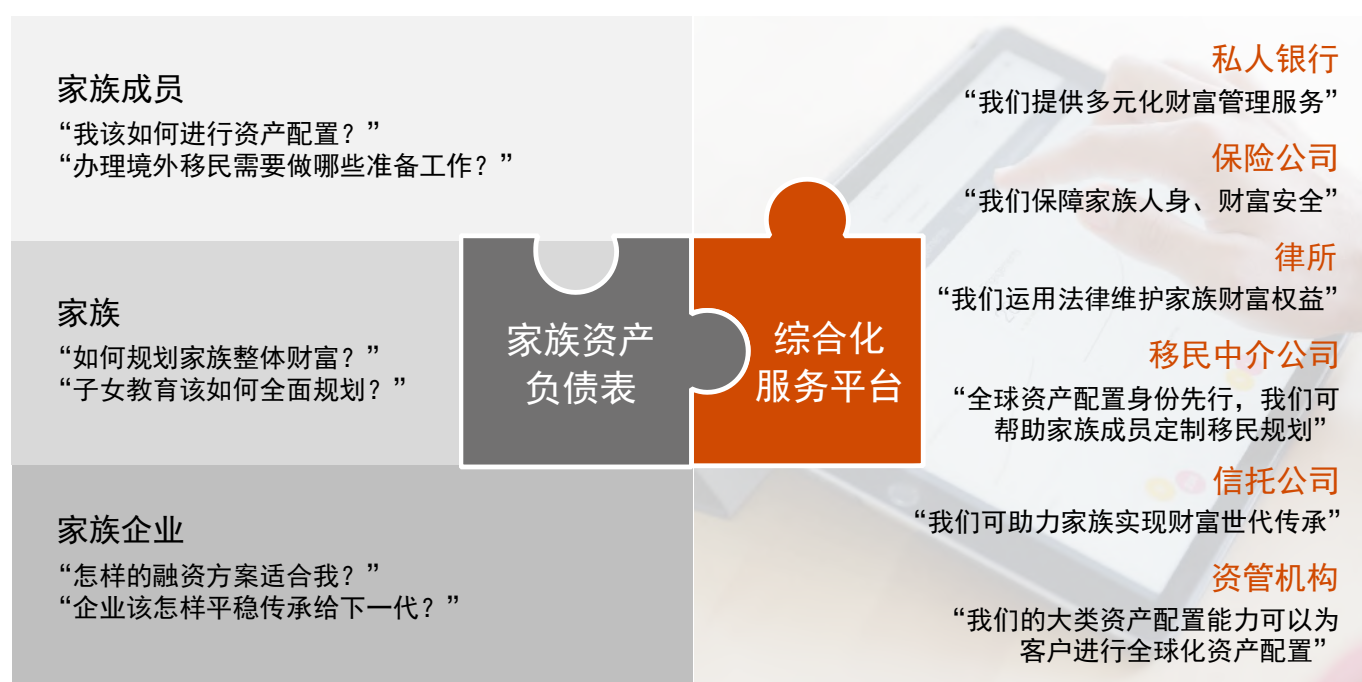 家族成员
“我该如何进行资产配置？”
“办理境外移民需要做哪些准备工作？”
家族
“如何规划家族整体财富？”
“子女教育该如何全面规划？”
家族企业
“怎样的融资方案适合我？”
“企业该怎样平稳传承给下一代？”
家族资产
负债表
综合化
服务平台
私人银行
“我们提供多元化财富管理服务”
保险公司
“我们保障家族人身、财富安全”
律所
“我们运用法律维护家族财富权益”
移民中介公司
“全球资产配置身份先行，我们可
帮助家族成员定制移民规划”
信托公司
“我们可助力家族实现财富世代传承”
资管机构
“我们的大类资产配置能力可以为
客户进行全球化资产配置”